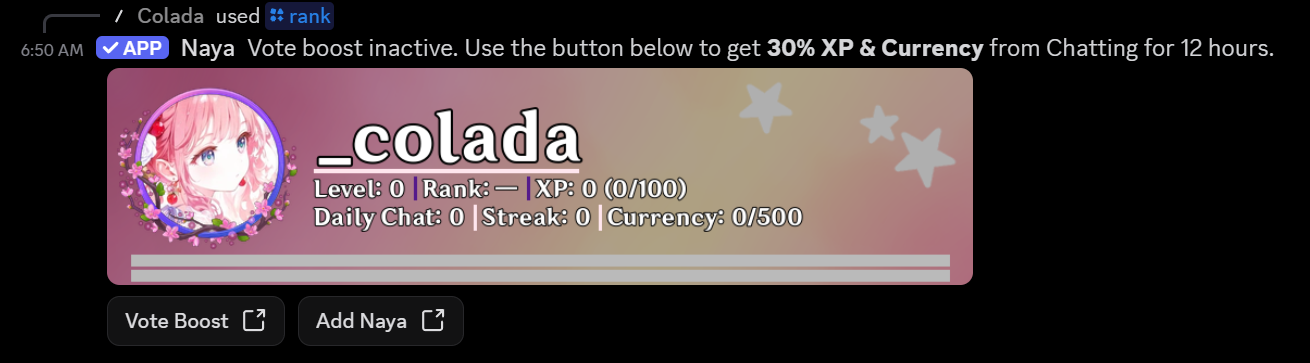 / Colada used rank
6:50 AM ✓ APP Naya Vote boost inactive. Use the button below to get 30% XP & Currency from Chatting for 12 hours.
_colada
Level: 0 | Rank: — | XP: 0 (0/100)
Daily Chat: 0 | Streak: 0 | Currency: 0/500
Vote Boost Add Naya